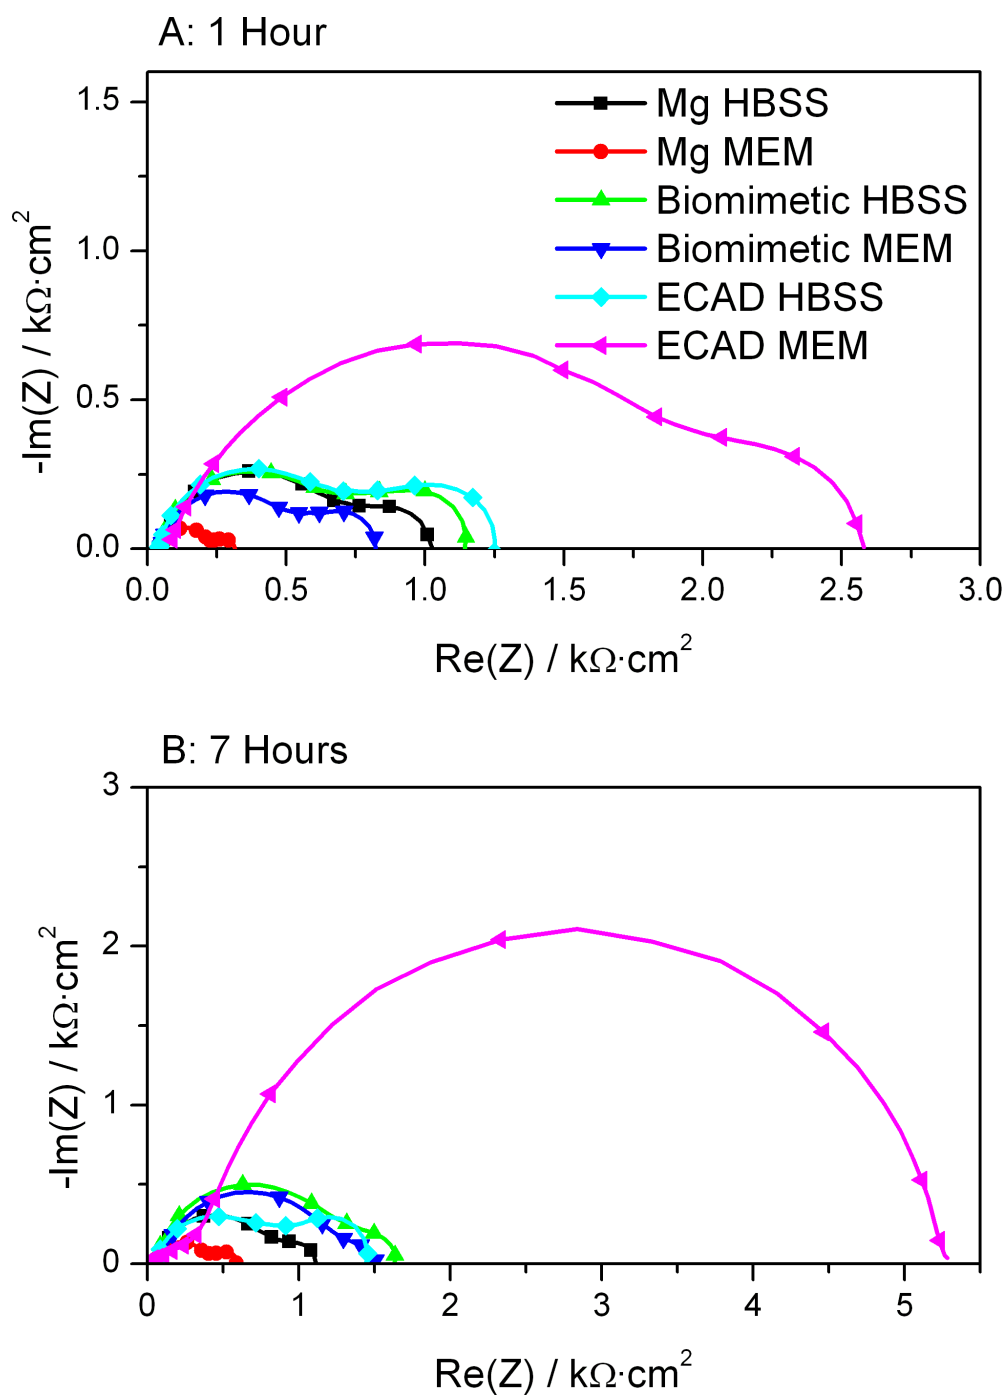 A: 1 Hour
1.5
1.0
0.5
0.0
-Im(Z) / kΩ·cm²
Mg HBSS
Mg MEM
Biomimetic HBSS
Biomimetic MEM
ECAD HBSS
ECAD MEM
0.0 0.5 1.0 1.5 2.0 2.5 3.0
Re(Z) / kΩ·cm²
B: 7 Hours
3
2
1
0
-Im(Z) / kΩ·cm²
0 1 2 3 4 5
Re(Z) / kΩ·cm²